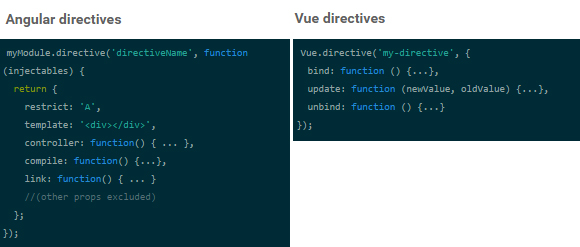 Angular directives
myModule.directive('directiveName', function
(injectables) {
return {
restrict: 'A',
template: '<div></div>',
controller: function() { ... },
compile: function() {...},
link: function() { ... }
//(other props excluded)
};
});
Vue directives
Vue.directive('my-directive', {
bind: function () {...},
update: function (newValue, oldValue) {...},
unbind: function () {...}
});